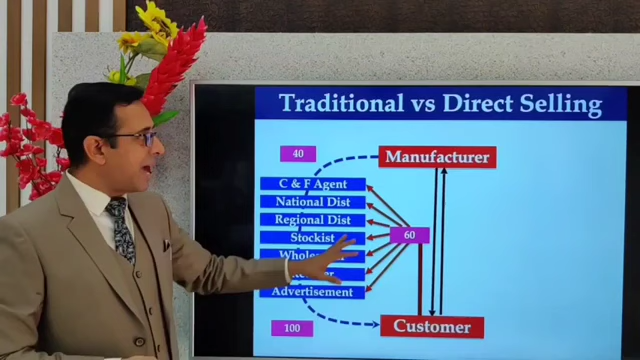 Traditional vs Direct Selling
40
Manufacturer
C & F Agent
National Dist
Regional Dist
Stockist
60
Advertisement
100
Customer